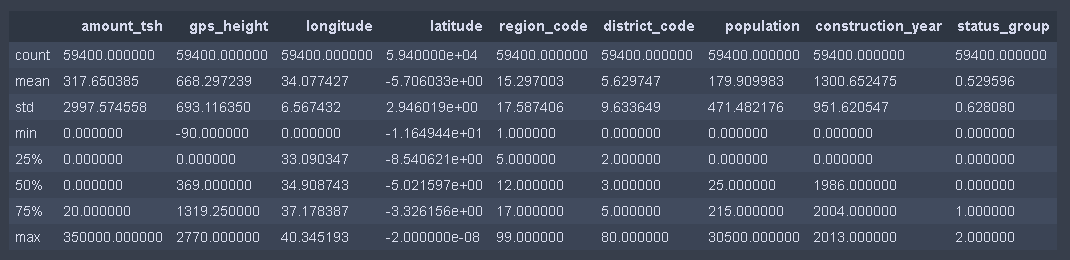 amount_tsh gps_height longitude latitude region_code district_code population construction_year status_group
count 59400.000000 59400.000000 59400.000000 5.940000e+04 59400.000000 59400.000000 59400.000000 59400.000000 59400.000000
mean 317.650385 668.297239 34.077427 -5.706033e+00 15.297003 5.629747 179.909983 1300.652475 0.529596
std 2997.574558 693.116350 6.567432 2.946019e+00 17.587406 9.633649 471.482176 951.620547 0.628080
min 0.000000 -90.000000 0.000000 -1.164944e+01 1.000000 0.000000 0.000000 0.000000 0.000000
25% 0.000000 0.000000 33.090347 -8.540621e+00 5.000000 2.000000 0.000000 0.000000 0.000000
50% 0.000000 369.000000 34.908743 -5.021597e+00 12.000000 3.000000 25.000000 1986.000000 0.000000
75% 20.000000 1319.250000 37.178387 -3.326156e+00 17.000000 5.000000 215.000000 2004.000000 1.000000
max 350000.000000 2770.000000 40.345193 -2.000000e-08 99.000000 80.000000 30500.000000 2013.000000 2.000000